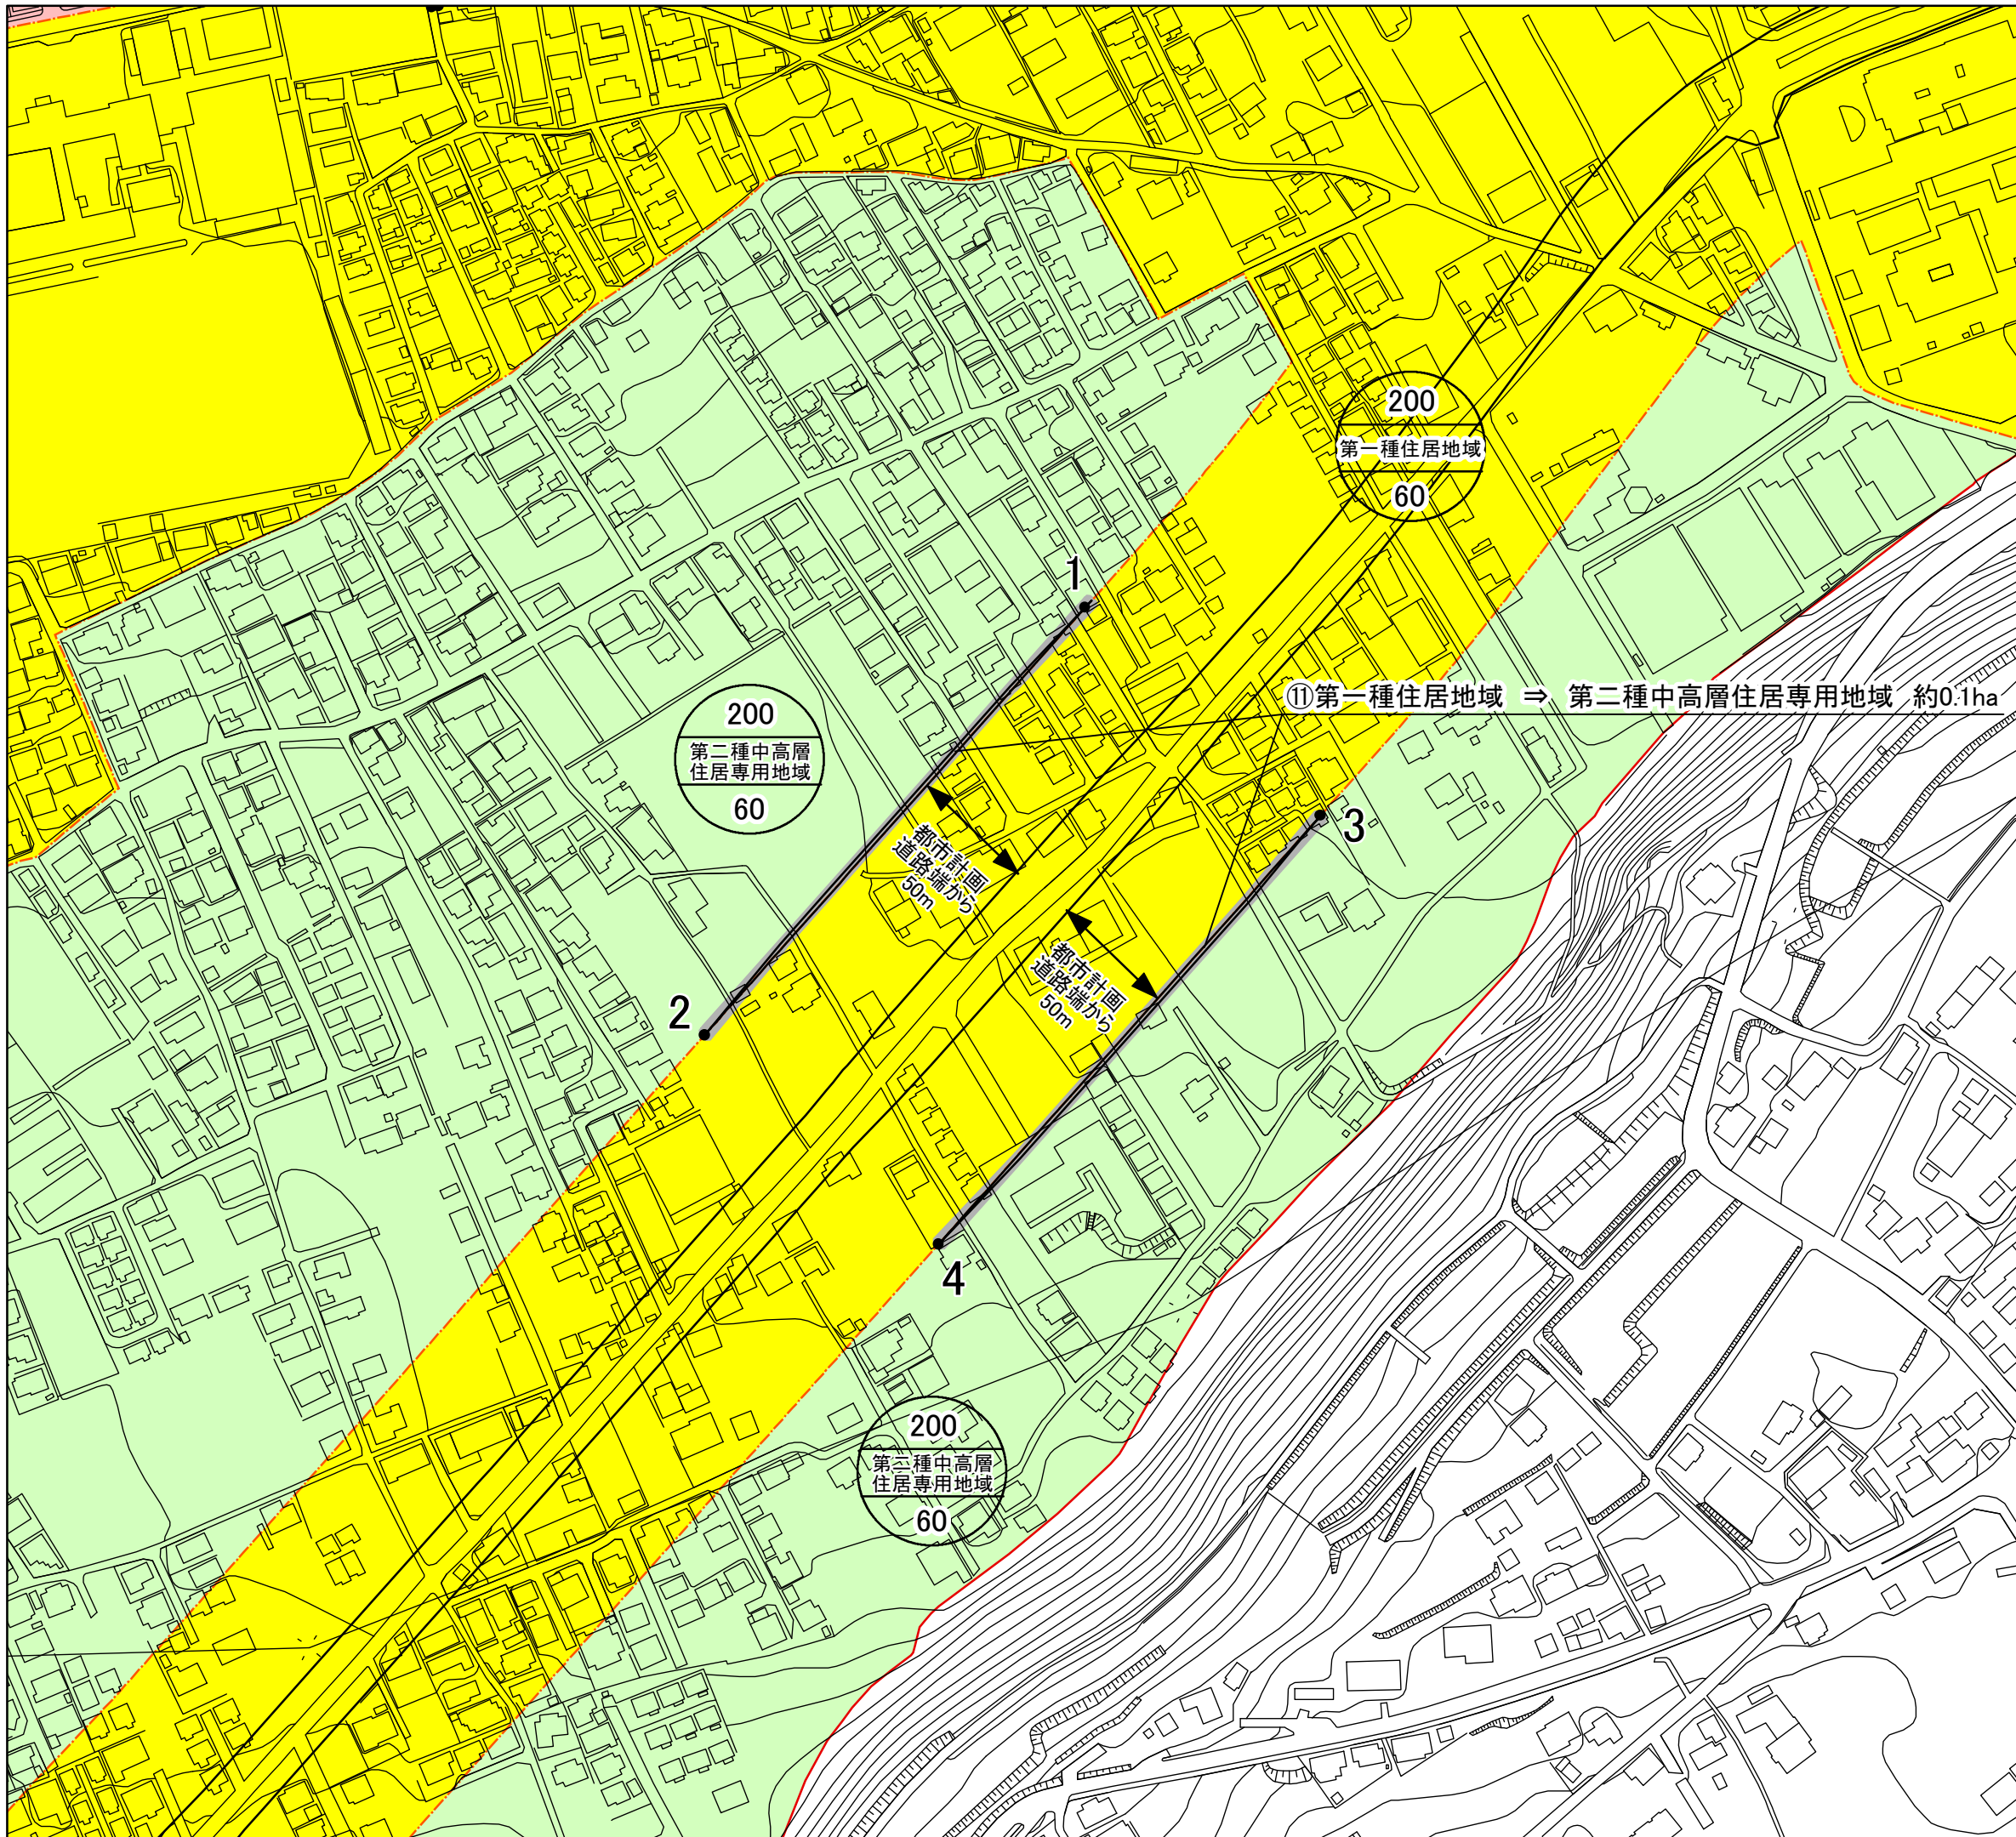 200
第一種住居地域
60
1
⑪第一種住居地域 ⇒ 第二種中高層住居専用地域 約0.1ha
200
第二種中高層
住居専用地域
60
3
都市計画
道路端から
50m
都市計画
道路端から
50m
2
4
200
第二種中高層
住居専用地域
60